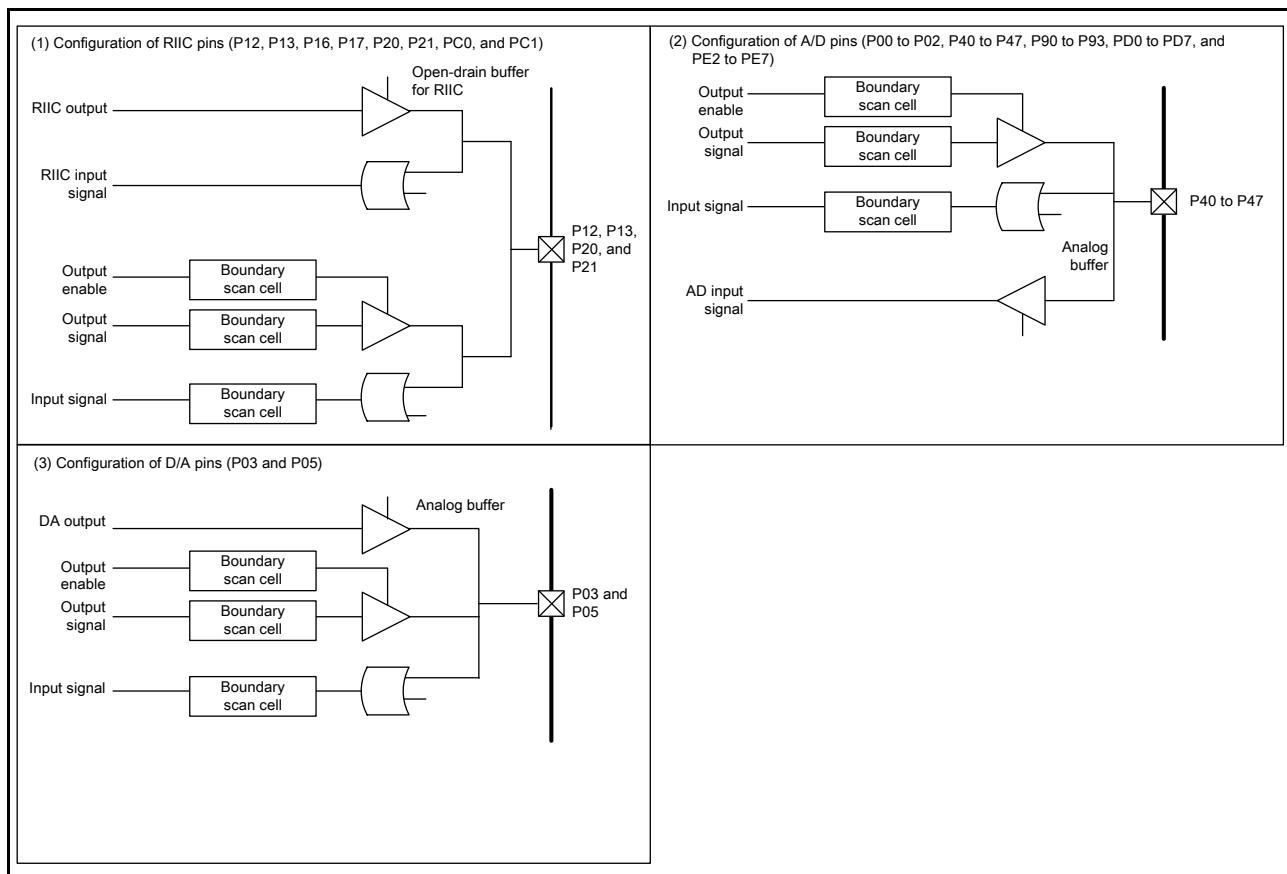 (1) Configuration of RIIC pins (P12, P13, P16, P17, P20, P21, PC0, and PC1)
Open-drain buffer
for RIIC
RIIC output
RIIC input
signal
Output
enable
Boundary
scan cell
Output
signal
Boundary
scan cell
Input signal
Boundary
scan cell
P12, P13,
P20, and
P21
(2) Configuration of A/D pins (P00 to P02, P40 to P47, P90 to P93, PD0 to PD7, and
PE2 to PE7)
Output
enable
Boundary
scan cell
Output
signal
Boundary
scan cell
Input signal
Boundary
scan cell
P40 to P47
Analog
buffer
AD input
signal
(3) Configuration of D/A pins (P03 and P05)
Analog buffer
DA output
Output
enable
Boundary
scan cell
Output
signal
Boundary
scan cell
Input signal
Boundary
scan cell
P03 and
P05